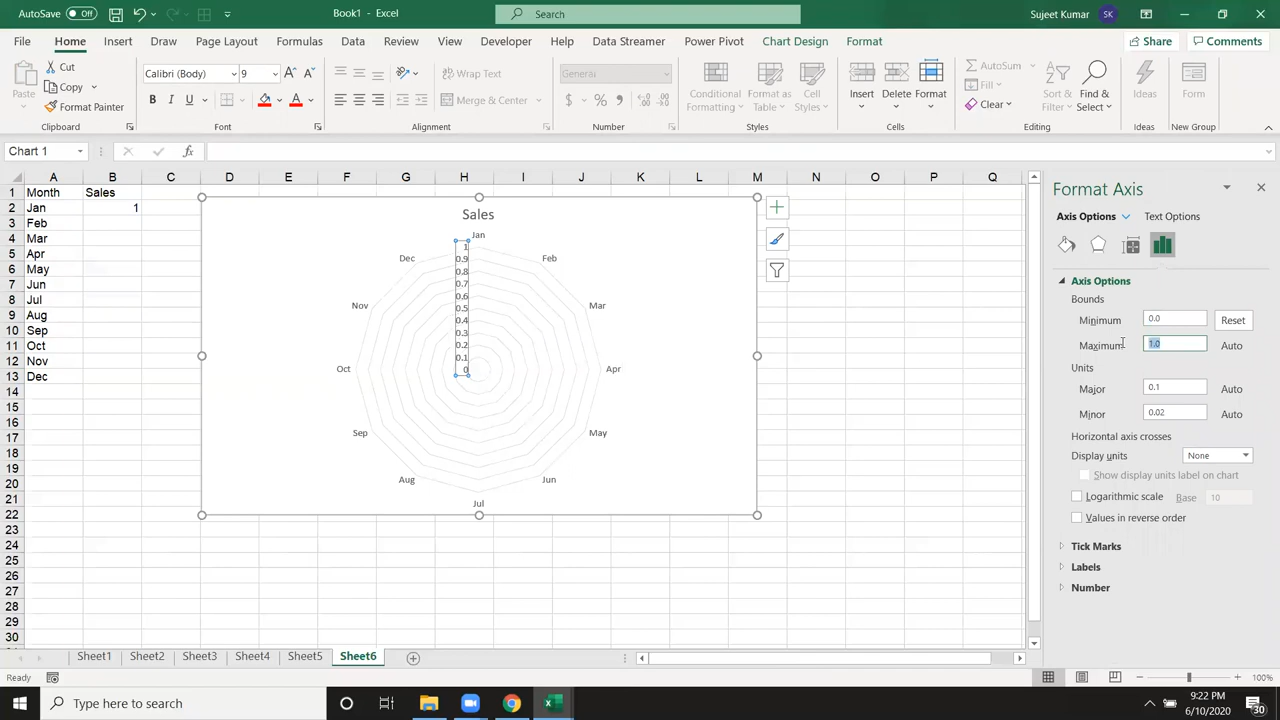 AutoSave Off Book1 - Excel Search Sujeet Kumar SK
File Home Insert Draw Page Layout Formulas Data Review View Developer Help Data Streamer Power Pivot Chart Design Format Share Comments
Paste Cut Copy Format Painter Clipboard
Calibri (Body) 9 B I U Font
Wrap Text Merge & Center Alignment
General $ % Number
Conditional Formatting Format as Table Cell Styles Styles
Insert Delete Format Cells
AutoSum Fill Clear Sort & Filter Find & Select Editing
Ideas Ideas
Form New Group
Chart 1 fx
A B C D E F G H I J K L M N O P Q
1 Month Sales
2 Jan 1
3 Feb
4 Mar
5 Apr
6 May
7 Jun
8 Jul
9 Aug
10 Sep
11 Oct
12 Nov
13 Dec
14
15
16
17
18
19
20
21
22
23
24
25
26
27
28
29
30
Sales
Jan
Feb
Mar
Apr
May
Jun
Jul
Aug
Sep
Oct
Nov
Dec
1
0.9
0.8
0.7
0.6
0.5
0.4
0.3
0.2
0.1
0
Format Axis
Axis Options Text Options
Axis Options
Bounds
Minimum 0.0 Reset
Maximum 1.0 Auto
Units
Major 0.1 Auto
Minor 0.02 Auto
Horizontal axis crosses
Display units None
Show display units label on chart
Logarithmic scale Base 10
Values in reverse order
Tick Marks
Labels
Number
Sheet1 Sheet2 Sheet3 Sheet4 Sheet5 Sheet6
Ready 100%
Type here to search
9:22 PM
6/10/2020
30